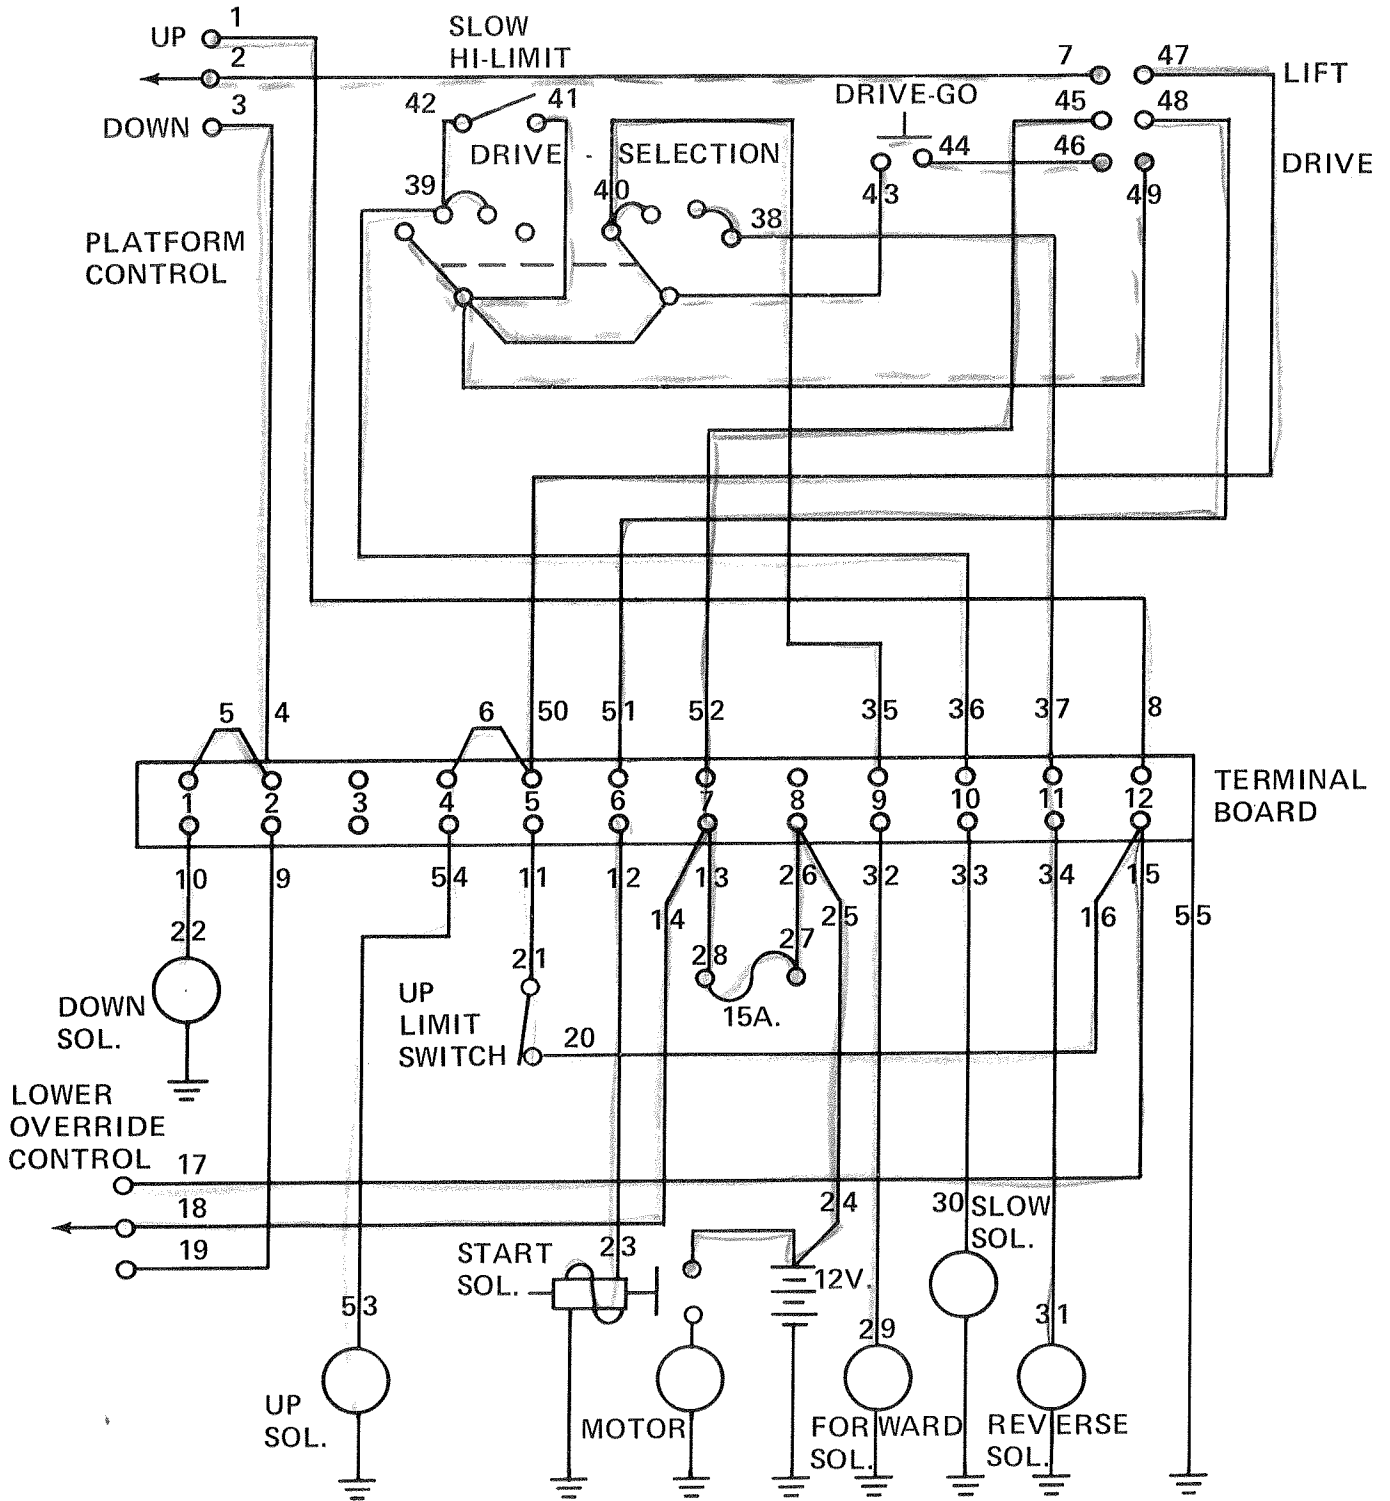 UP 1
2
DOWN 3
SLOW
HI-LIMIT
42 41
DRIVE-GO
7 47
LIFT
45 48
46 49
DRIVE
44
43
DRIVE - SELECTION
39 40
38
PLATFORM
CONTROL
5 4 6 50 51 52 35 36 37 8
1 2 3 4 5 6 7 8 9 10 11 12
TERMINAL
BOARD
10 9 54 11 12 13 26 32 33 34 15
14 25 16 55
22 21 28 27
15A.
DOWN
SOL.
UP
LIMIT
SWITCH
20
LOWER
OVERRIDE
CONTROL
17
18
19
24
30 SLOW
SOL.
START
SOL.
23
12V.
53
29
31
UP
SOL.
MOTOR
FORWARD
SOL.
REVERSE
SOL.